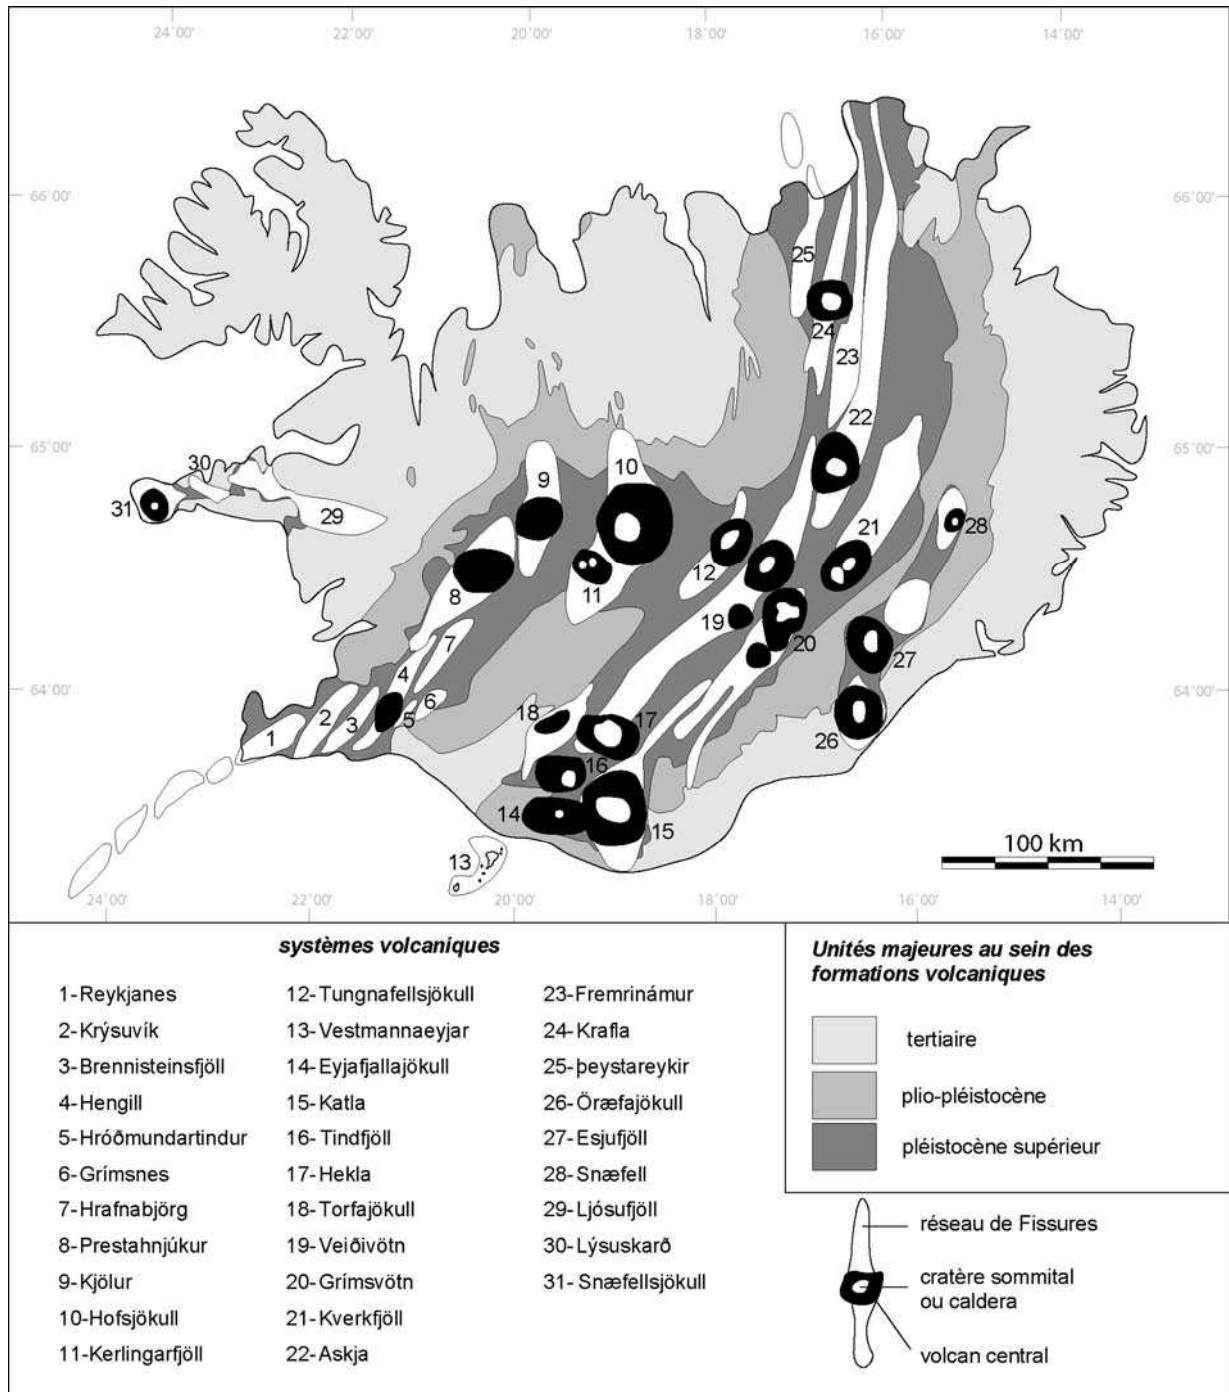 24°00' 22°00' 20°00' 18°00' 16°00' 14°00'
66°00' 66°00'
25
24
23
22
65°00' 65°00'
30
31
29
9
10
21
28
12
8
11
19
20
7
27
4
64°00' 64°00'
6
5
18
17
2
3
1
26
16
14
15
13
100 km
24°00' 22°00' 20°00' 18°00' 16°00' 14°00'
systèmes volcaniques
1-Reykjanes
2-Krýsuvík
3-Brennisteinsfjöll
4-Hengill
5-Hróðmundartindur
6-Grímsnes
7-Hrafnabjörg
8-Prestahnjúkur
9-Kjölur
10-Hofsjökull
11-Kerlingarfjöll
12-Tungnafellsjökull
13-Vestmannaeyjar
14-Eyjafjallajökull
15-Katla
16-Tindfjöll
17-Hekla
18-Torfajökull
19-Veiðivötn
20-Grímsvötn
21-Kverkfjöll
22-Askja
23-Fremrinámur
24-Krafla
25-þeystareykir
26-Öræfajökull
27-Esjufjöll
28-Snæfell
29-Ljósufjöll
30-Lýsuskarð
31-Snæfellsjökull
Unités majeures au sein des
formations volcaniques
tertiaire
plio-pléistocène
pléistocène supérieur
réseau de Fissures
cratère sommital
ou caldera
volcan central